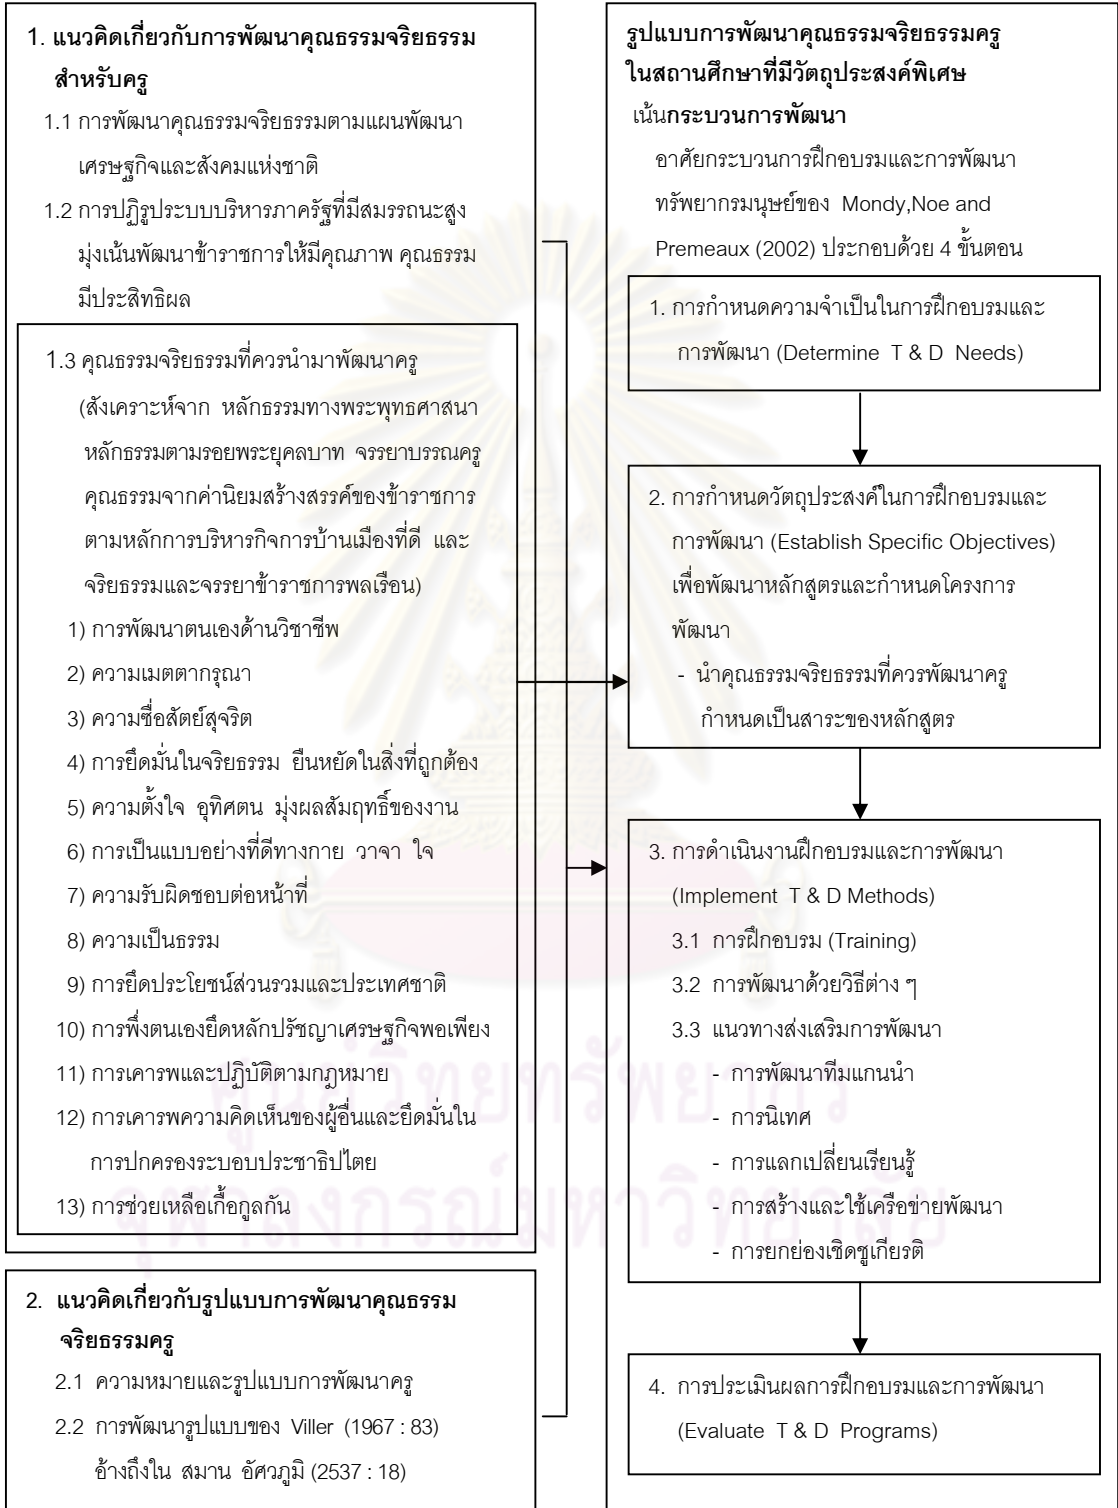 1. แนวคิดเกี่ยวกับการพัฒนาคุณธรรมจริยธรรม
สำหรับครู
1.1 การพัฒนาคุณธรรมจริยธรรมตามแผนพัฒนา
เศรษฐกิจและสังคมแห่งชาติ
1.2 การปฏิรูประบบบริหารภาครัฐที่มีสมรรถนะสูง
มุ่งเน้นพัฒนาข้าราชการให้มีคุณภาพ คุณธรรม
มีประสิทธิผล
1.3 คุณธรรมจริยธรรมที่ควรนำมาพัฒนาครู
(สังเคราะห์จาก หลักธรรมทางพระพุทธศาสนา
หลักธรรมตามรอยพระยุคลบาท จรรยาบรรณครู
คุณธรรมจากค่านิยมสร้างสรรค์ของข้าราชการ
ตามหลักการบริหารกิจการบ้านเมืองที่ดี และ
จริยธรรมและจรรยาข้าราชการพลเรือน)
1) การพัฒนาตนเองด้านวิชาชีพ
2) ความเมตตากรุณา
3) ความซื่อสัตย์สุจริต
4) การยึดมั่นในจริยธรรม ยืนหยัดในสิ่งที่ถูกต้อง
5) ความตั้งใจ อุทิศตน มุ่งผลสัมฤทธิ์ของงาน
6) การเป็นแบบอย่างที่ดีทางกาย วาจา ใจ
7) ความรับผิดชอบต่อหน้าที่
8) ความเป็นธรรม
9) การยึดประโยชน์ส่วนรวมและประเทศชาติ
10) การพึ่งตนเองยึดหลักปรัชญาเศรษฐกิจพอเพียง
11) การเคารพและปฏิบัติตามกฎหมาย
12) การเคารพความคิดเห็นของผู้อื่นและยึดมั่นใน
การปกครองระบอบประชาธิปไตย
13) การช่วยเหลือเกื้อกูลกัน
2. แนวคิดเกี่ยวกับรูปแบบการพัฒนาคุณธรรม
จริยธรรมครู
2.1 ความหมายและรูปแบบการพัฒนาครู
2.2 การพัฒนารูปแบบของ Viller (1967 : 83)
อ้างถึงใน สมาน อัศวภูมิ (2537 : 18)
รูปแบบการพัฒนาคุณธรรมจริยธรรมครู
ในสถานศึกษาที่มีวัตถุประสงค์พิเศษ
เน้นกระบวนการพัฒนา
อาศัยกระบวนการฝึกอบรมและการพัฒนา
ทรัพยากรมนุษย์ของ Mondy,Noe and
Premeaux (2002) ประกอบด้วย 4 ขั้นตอน
1. การกำหนดความจำเป็นในการฝึกอบรมและ
การพัฒนา (Determine T & D Needs)
2. การกำหนดวัตถุประสงค์ในการฝึกอบรมและ
การพัฒนา (Establish Specific Objectives)
เพื่อพัฒนาหลักสูตรและกำหนดโครงการ
พัฒนา
- นำคุณธรรมจริยธรรมที่ควรพัฒนาครู
กำหนดเป็นสาระของหลักสูตร
3. การดำเนินงานฝึกอบรมและการพัฒนา
(Implement T & D Methods)
3.1 การฝึกอบรม (Training)
3.2 การพัฒนาด้วยวิธีต่าง ๆ
3.3 แนวทางส่งเสริมการพัฒนา
- การพัฒนาทีมแกนนำ
- การนิเทศ
- การแลกเปลี่ยนเรียนรู้
- การสร้างและใช้เครือข่ายพัฒนา
- การยกย่องเชิดชูเกียรติ
4. การประเมินผลการฝึกอบรมและการพัฒนา
(Evaluate T & D Programs)
ศูนย์วิทยทรัพยากร
จุฬาลงกรณ์มหาวิทยาลัย